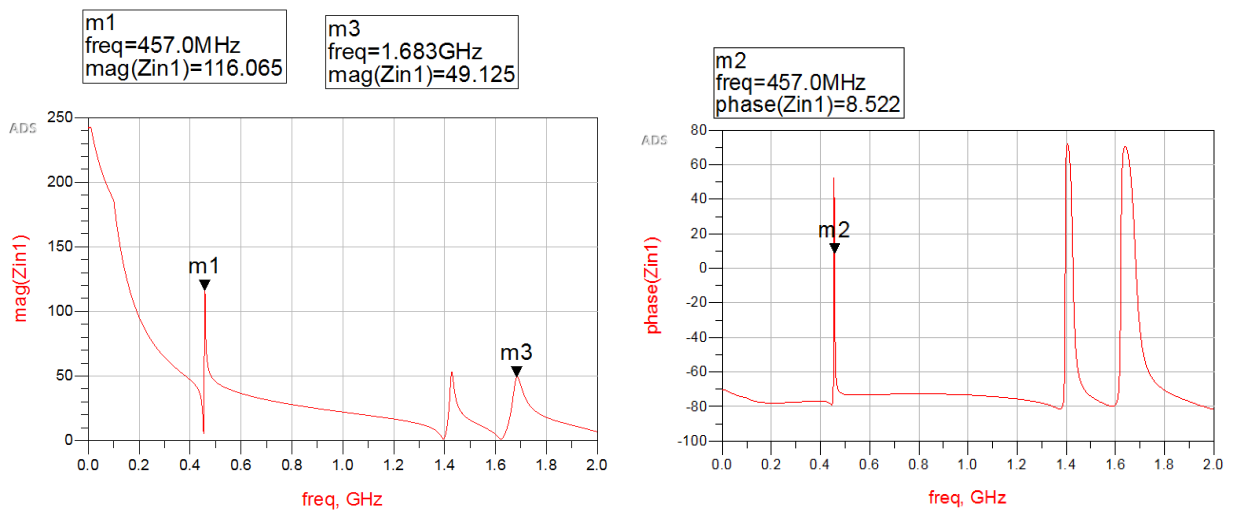 m1
freq=457.0MHz
mag(Zin1)=116.065
m3
freq=1.683GHz
mag(Zin1)=49.125
ADS
250
200
150
100
50
0
mag(Zin1)
m1
m3
0.0 0.2 0.4 0.6 0.8 1.0 1.2 1.4 1.6 1.8 2.0
freq, GHz
m2
freq=457.0MHz
phase(Zin1)=8.522
ADS
80
60
40
20
0
-20
-40
-60
-80
-100
phase(Zin1)
m2
0.0 0.2 0.4 0.6 0.8 1.0 1.2 1.4 1.6 1.8 2.0
freq, GHz